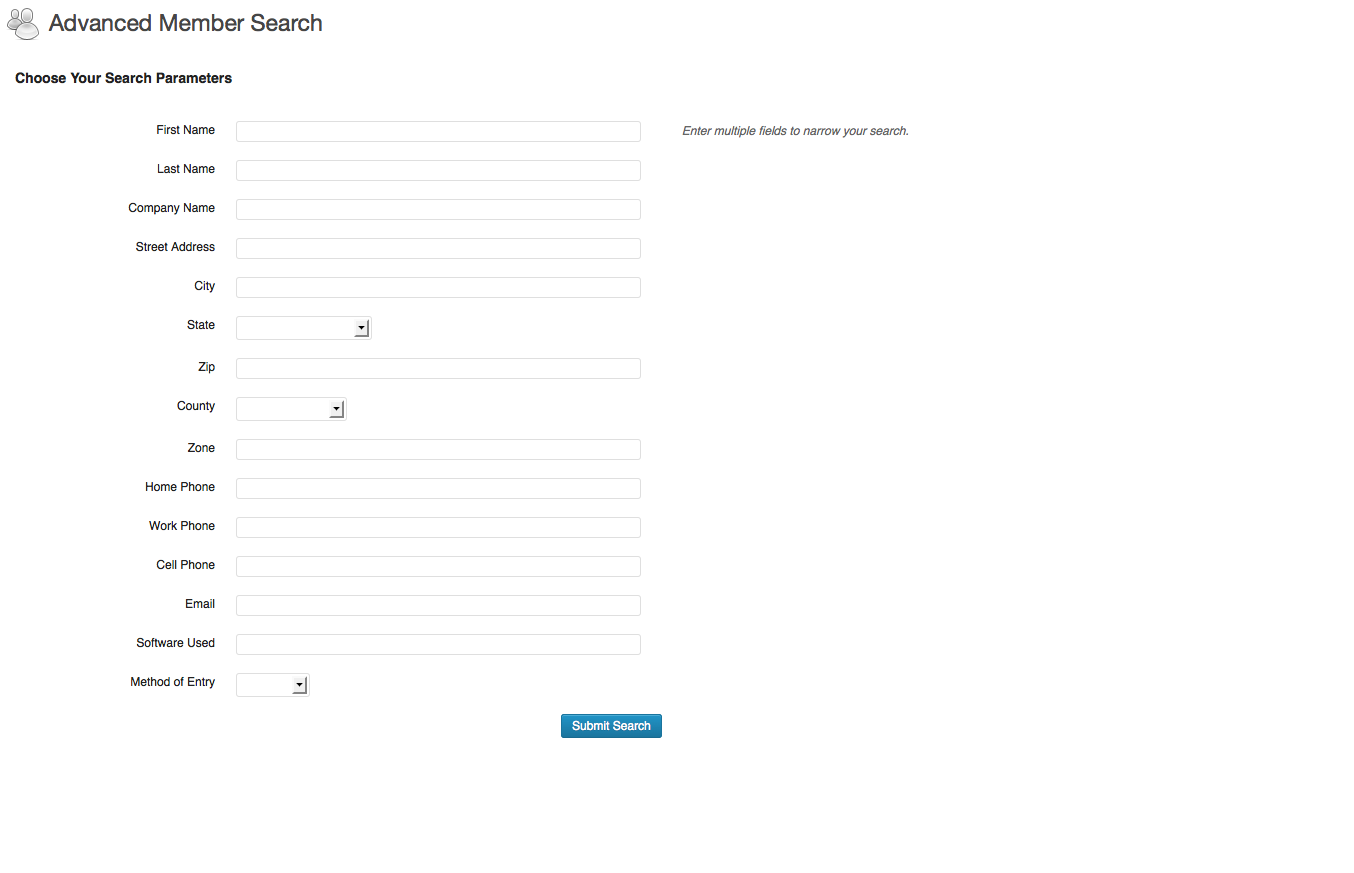 Advanced Member Search
Choose Your Search Parameters
First Name
Enter multiple fields to narrow your search.
Last Name
Company Name
Street Address
City
State
Zip
County
Zone
Home Phone
Work Phone
Cell Phone
Email
Software Used
Method of Entry
Submit Search